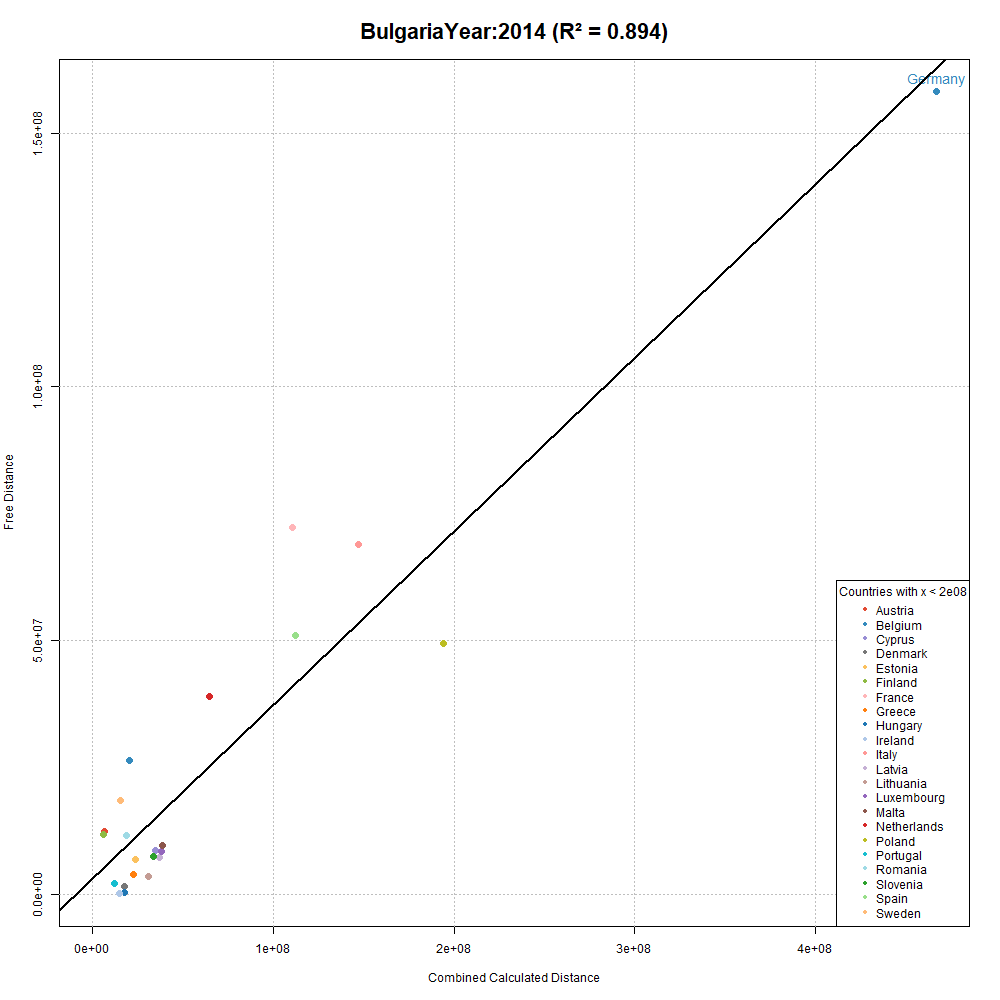 BulgariaYear:2014 (R² = 0.894)
Germany
1.5e+08
1.0e+08
5.0e+07
0.0e+00
Free Distance
Countries with x < 2e08
Austria
Belgium
Cyprus
Denmark
Estonia
Finland
France
Greece
Hungary
Ireland
Italy
Latvia
Lithuania
Luxembourg
Malta
Netherlands
Poland
Portugal
Romania
Slovenia
Spain
Sweden
0e+00
1e+08
2e+08
3e+08
4e+08
Combined Calculated Distance